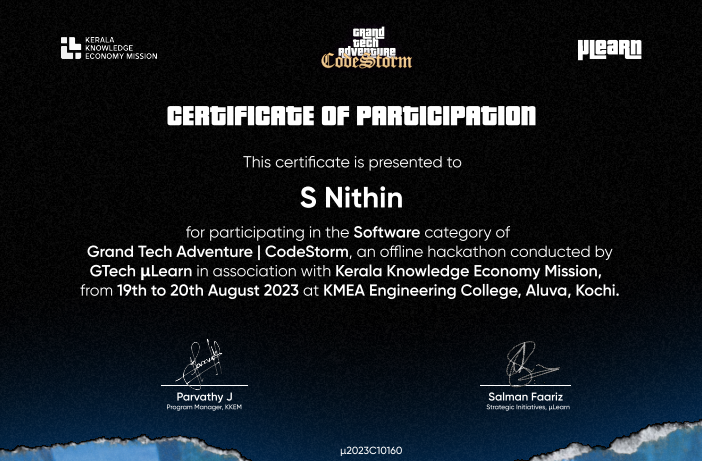 KERALA
KNOWLEDGE
ECONOMY MISSION
GRAND
tech
ADVENTURE
CodeStorm
µLearn
CERTIFICATE OF PARTICIPATION
This certificate is presented to
S Nithin
for participating in the Software category of
Grand Tech Adventure | CodeStorm, an offline hackathon conducted by
GTech µLearn in association with Kerala Knowledge Economy Mission,
from 19th to 20th August 2023 at KMEA Engineering College, Aluva, Kochi.
Parvathy J
Program Manager, KKEM
Salman Faariz
Strategic Initiatives, µLearn
µ2023C10160